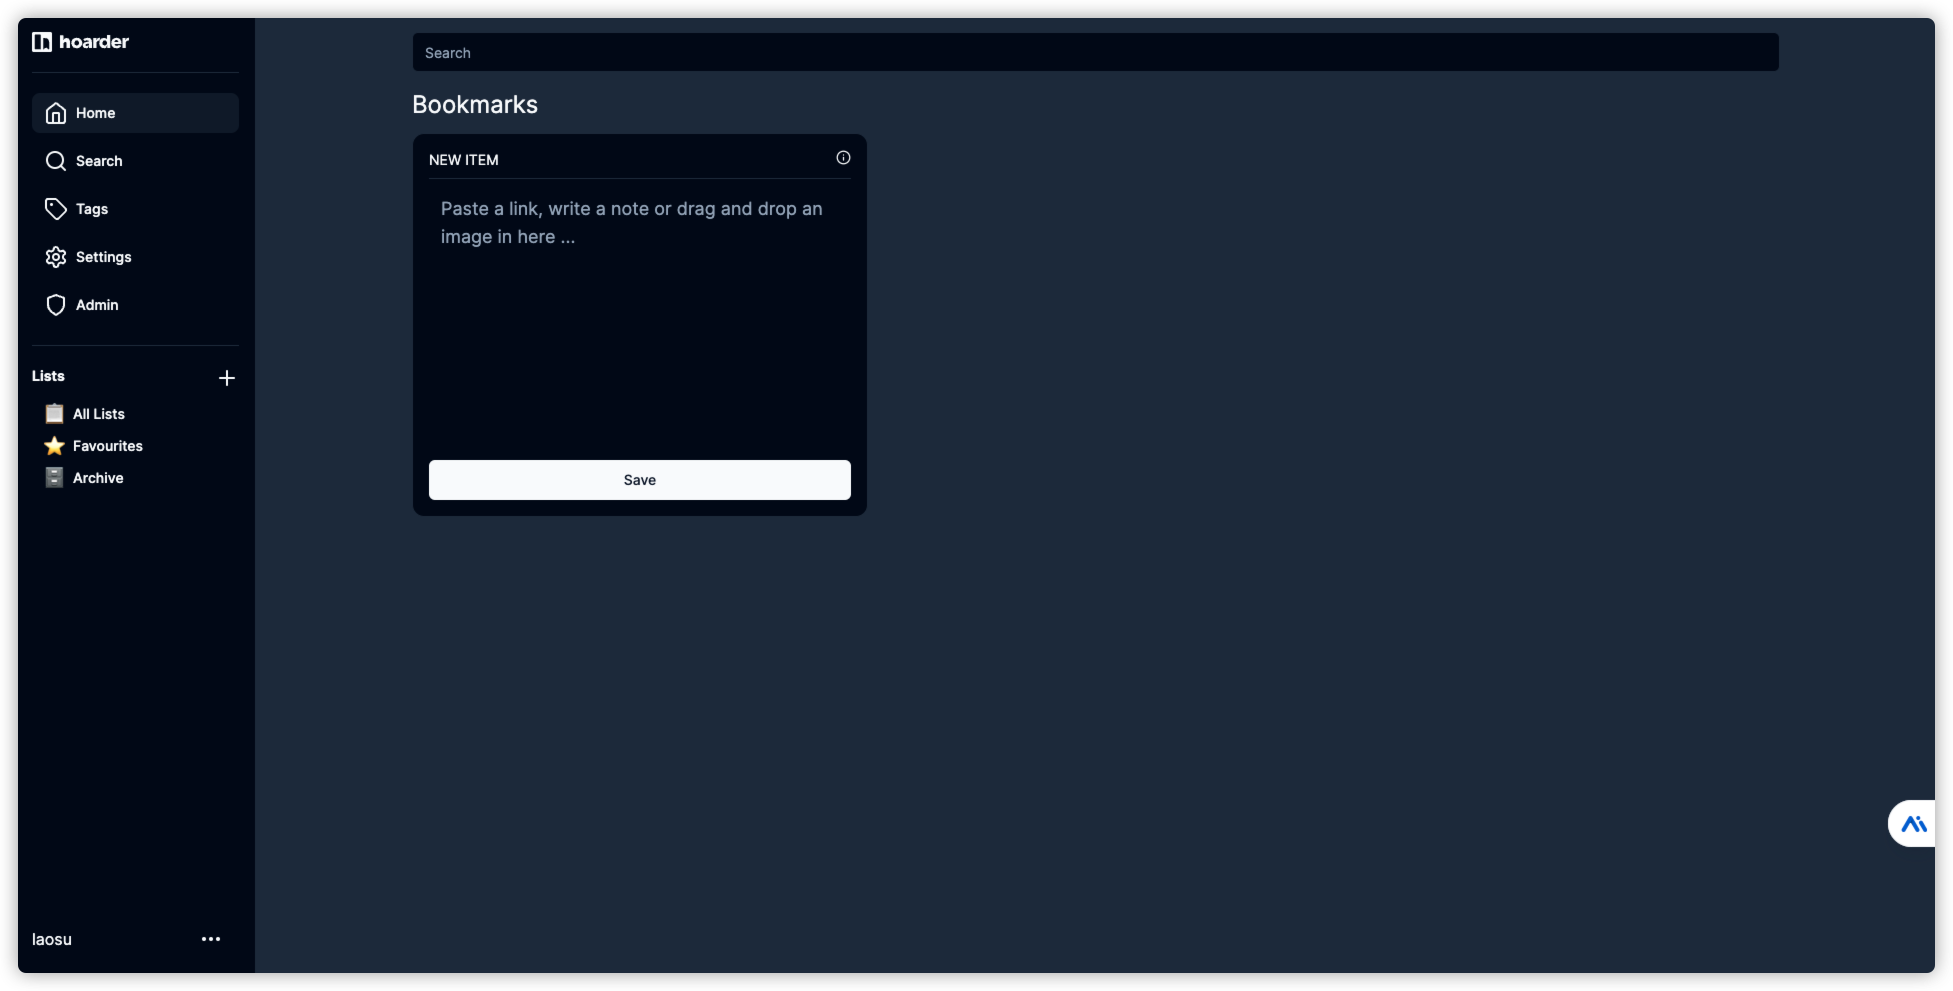 hoarder
Home
Search
Tags
Settings
Admin
Lists
All Lists
Favourites
Archive
laosu
Search
Bookmarks
NEW ITEM
Paste a link, write a note or drag and drop an
image in here ...
Save